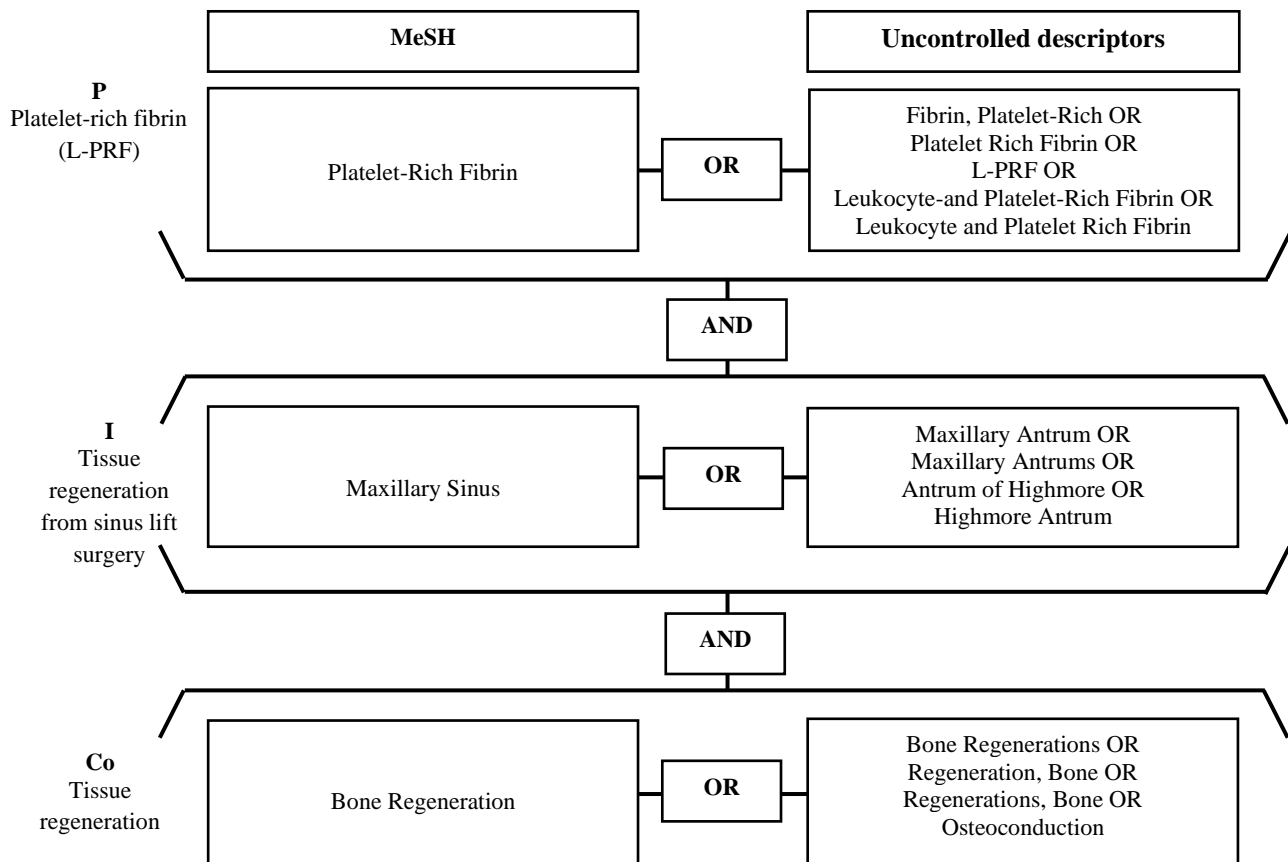 MeSH
Uncontrolled descriptors
P
Platelet-rich fibrin
(L-PRF)
Platelet-Rich Fibrin
OR
Fibrin, Platelet-Rich OR
Platelet Rich Fibrin OR
L-PRF OR
Leukocyte-and Platelet-Rich Fibrin OR
Leukocyte and Platelet Rich Fibrin
AND
I
Tissue
regeneration
from sinus lift
surgery
Maxillary Sinus
OR
Maxillary Antrum OR
Maxillary Antrums OR
Antrum of Highmore OR
Highmore Antrum
AND
Co
Tissue
regeneration
Bone Regeneration
OR
Bone Regenerations OR
Regeneration, Bone OR
Regenerations, Bone OR
Osteoconduction